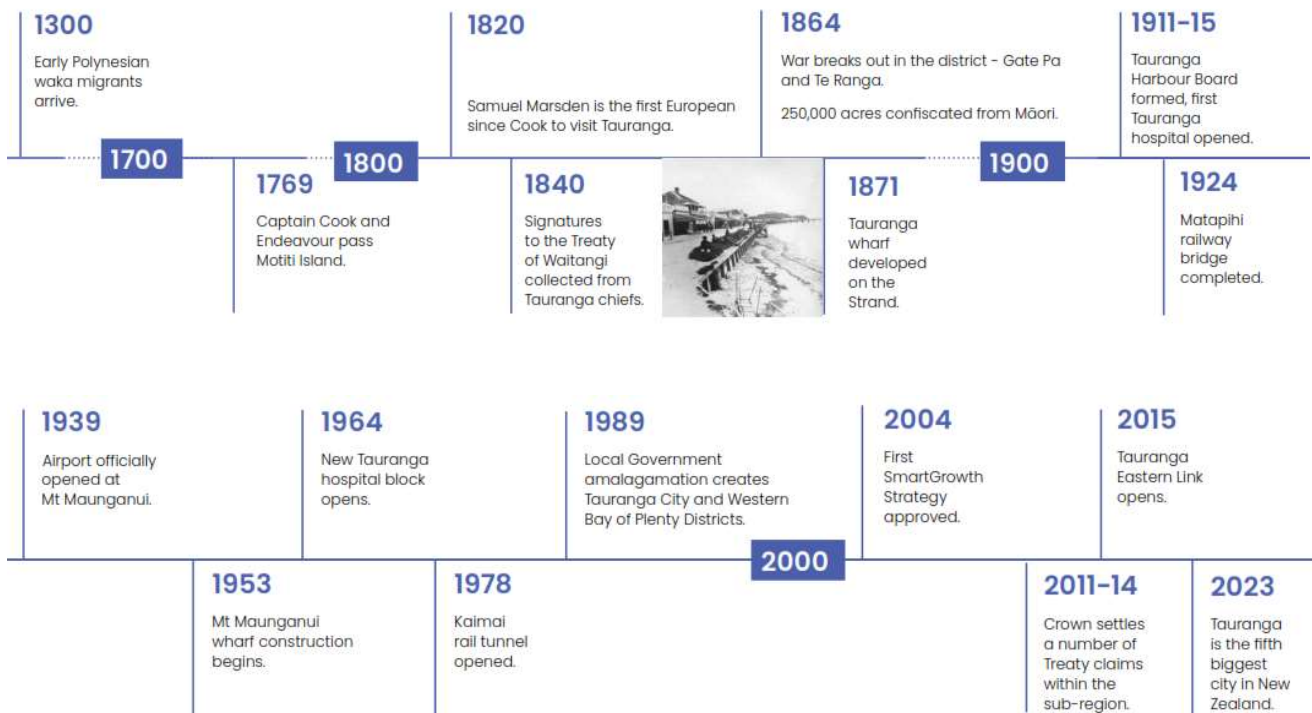 1300
Early Polynesian
waka migrants
arrive.
1700
1769
Captain Cook and
Endeavour pass
Motiti Island.
1800
1820
Samuel Marsden is the first European
since Cook to visit Tauranga.
1840
Signatures
to the Treaty
of Waitangi
collected from
Tauranga chiefs.
1864
War breaks out in the district - Gate Pa
and Te Ranga.
250,000 acres confiscated from Māori.
1871
Tauranga
wharf
developed
on the
Strand.
1900
1911-15
Tauranga
Harbour Board
formed, first
Tauranga
hospital opened.
1924
Matapihi
railway
bridge
completed.
1939
Airport officially
opened at
Mt Maunganui.
1953
Mt Maunganui
wharf construction
begins.
1964
New Tauranga
hospital block
opens.
1978
Kaimai
rail tunnel
opened.
1989
Local Government
amalagamation creates
Tauranga City and Western
Bay of Plenty Districts.
2000
2004
First
SmartGrowth
Strategy
approved.
2011-14
Crown settles
a number of
Treaty claims
within the
sub-region.
2015
Tauranga
Eastern Link
opens.
2023
Tauranga
is the fifth
biggest
city in New
Zealand.